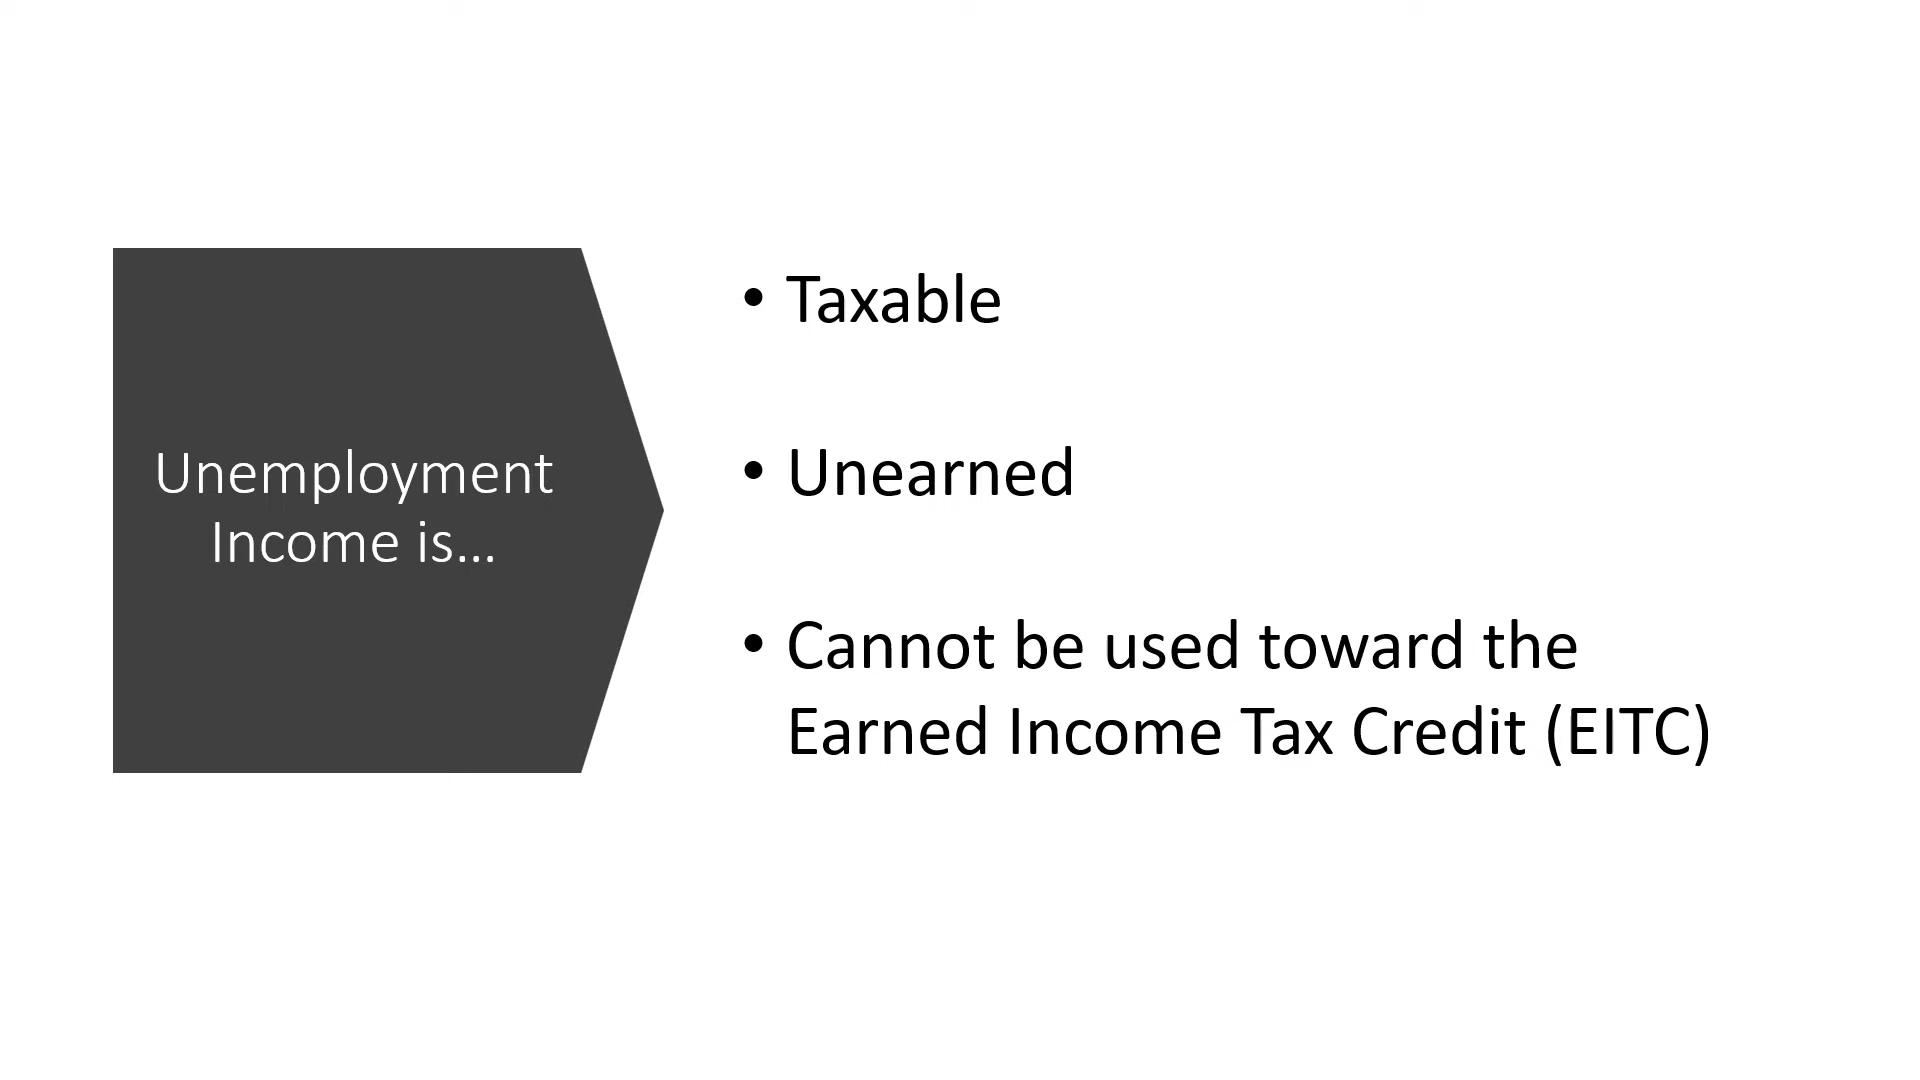 Unemployment
Income is…
• Taxable
• Unearned
• Cannot be used toward the
Earned Income Tax Credit (EITC)